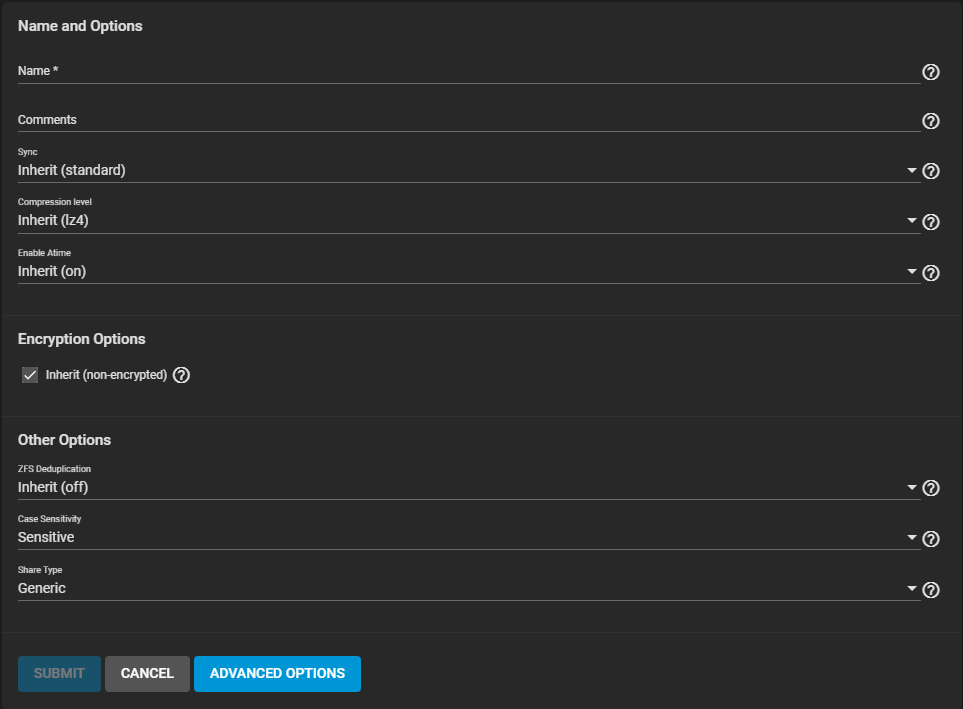 Name and Options
Name *
Comments
Sync
Inherit (standard)
Compression level
Inherit (lz4)
Enable Atime
Inherit (on)
Encryption Options
Inherit (non-encrypted)
Other Options
ZFS Deduplication
Inherit (off)
Case Sensitivity
Sensitive
Share Type
Generic
SUBMIT CANCEL ADVANCED OPTIONS